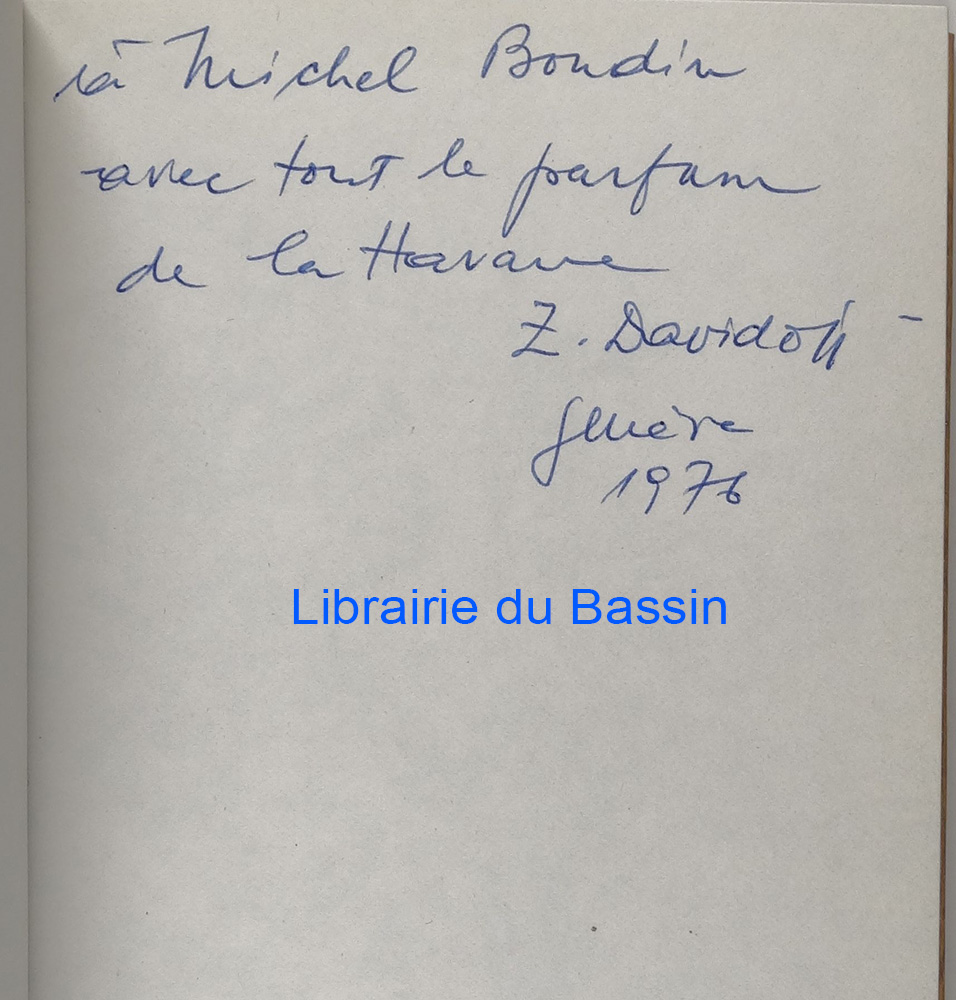 à Michel Boudin
avec tout le parfum
de la Havane
Z. Davidoff -
Genève
1976
Librairie du Bassin